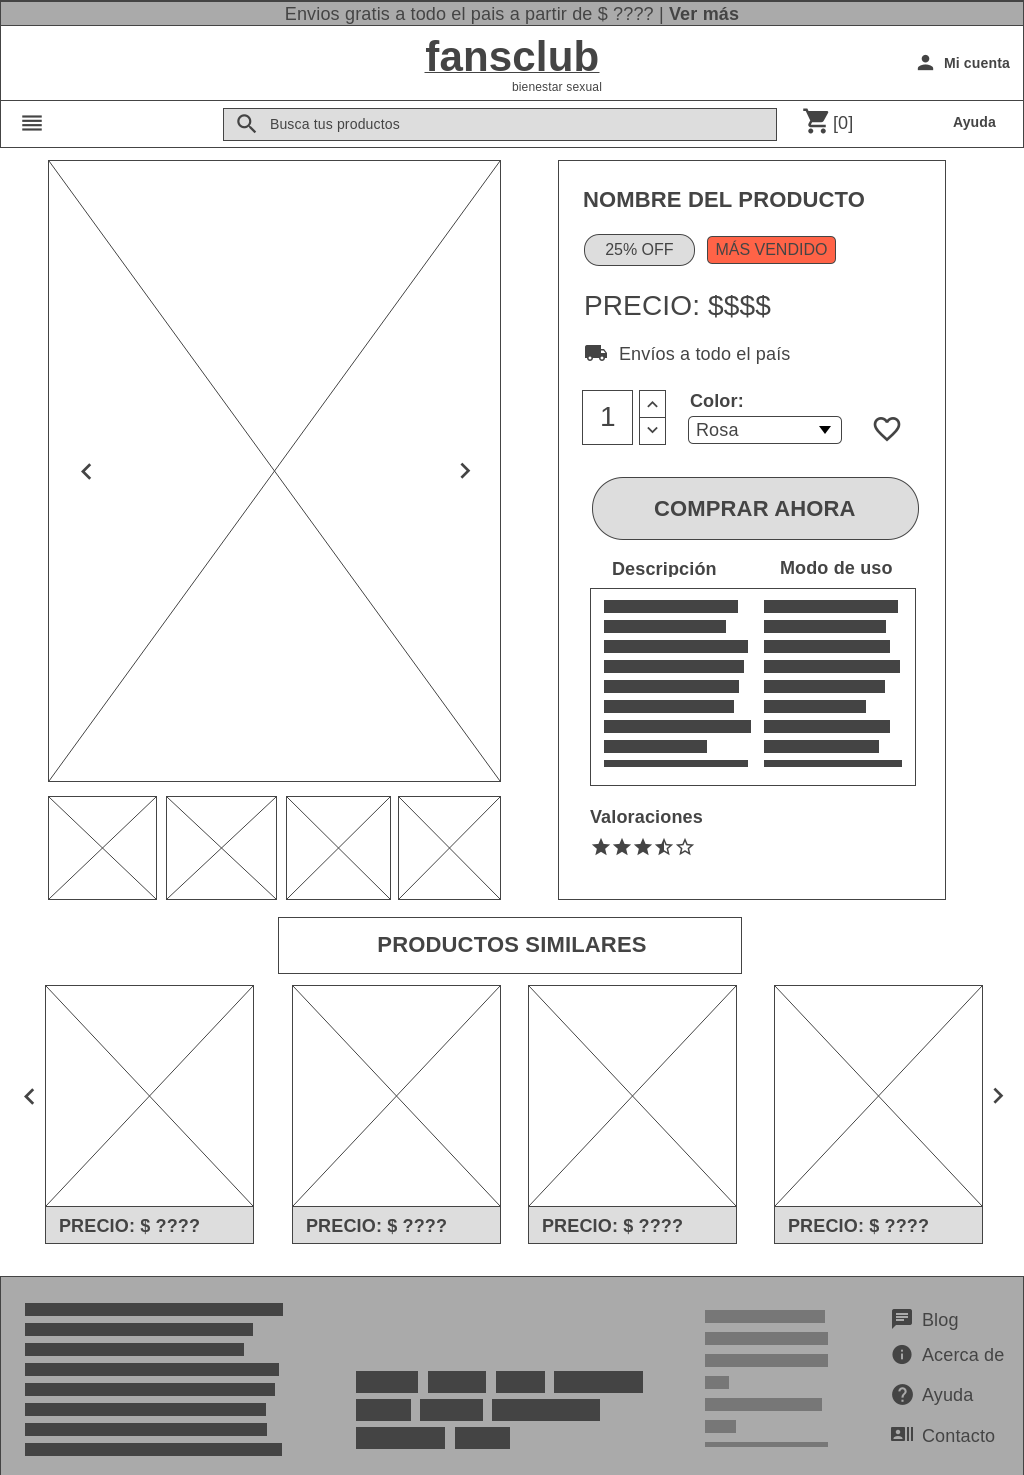 Envios gratis a todo el pais a partir de $ ???? | Ver más
fansclub
bienestar sexual
Mi cuenta
Busca tus productos
[0]
Ayuda
NOMBRE DEL PRODUCTO
25% OFF
MÁS VENDIDO
PRECIO: $$$$
Envíos a todo el país
1
Color:
Rosa
COMPRAR AHORA
Descripción
Modo de uso
Valoraciones
PRODUCTOS SIMILARES
PRECIO: $ ????
PRECIO: $ ????
PRECIO: $ ????
PRECIO: $ ????
Blog
Acerca de
Ayuda
Contacto